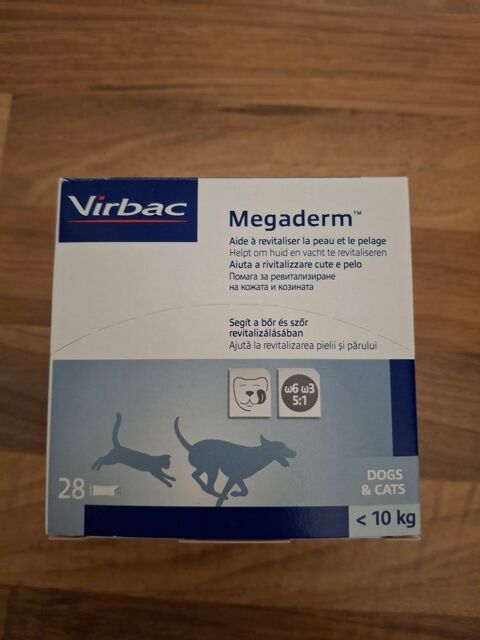 Virbac
Megaderm™
Aide à revitaliser la peau et le pelage
Helpt om huid en vacht te revitaliseren
Aiuta a rivitalizzare cute e pelo
Помага за ревитализиране
на кожата и козината
Segít a bőr és szőr
revitalizálásában
Ajută la revitalizarea pielii și părului
ω6 ω3
5:1
28
DOGS
& CATS
< 10 kg